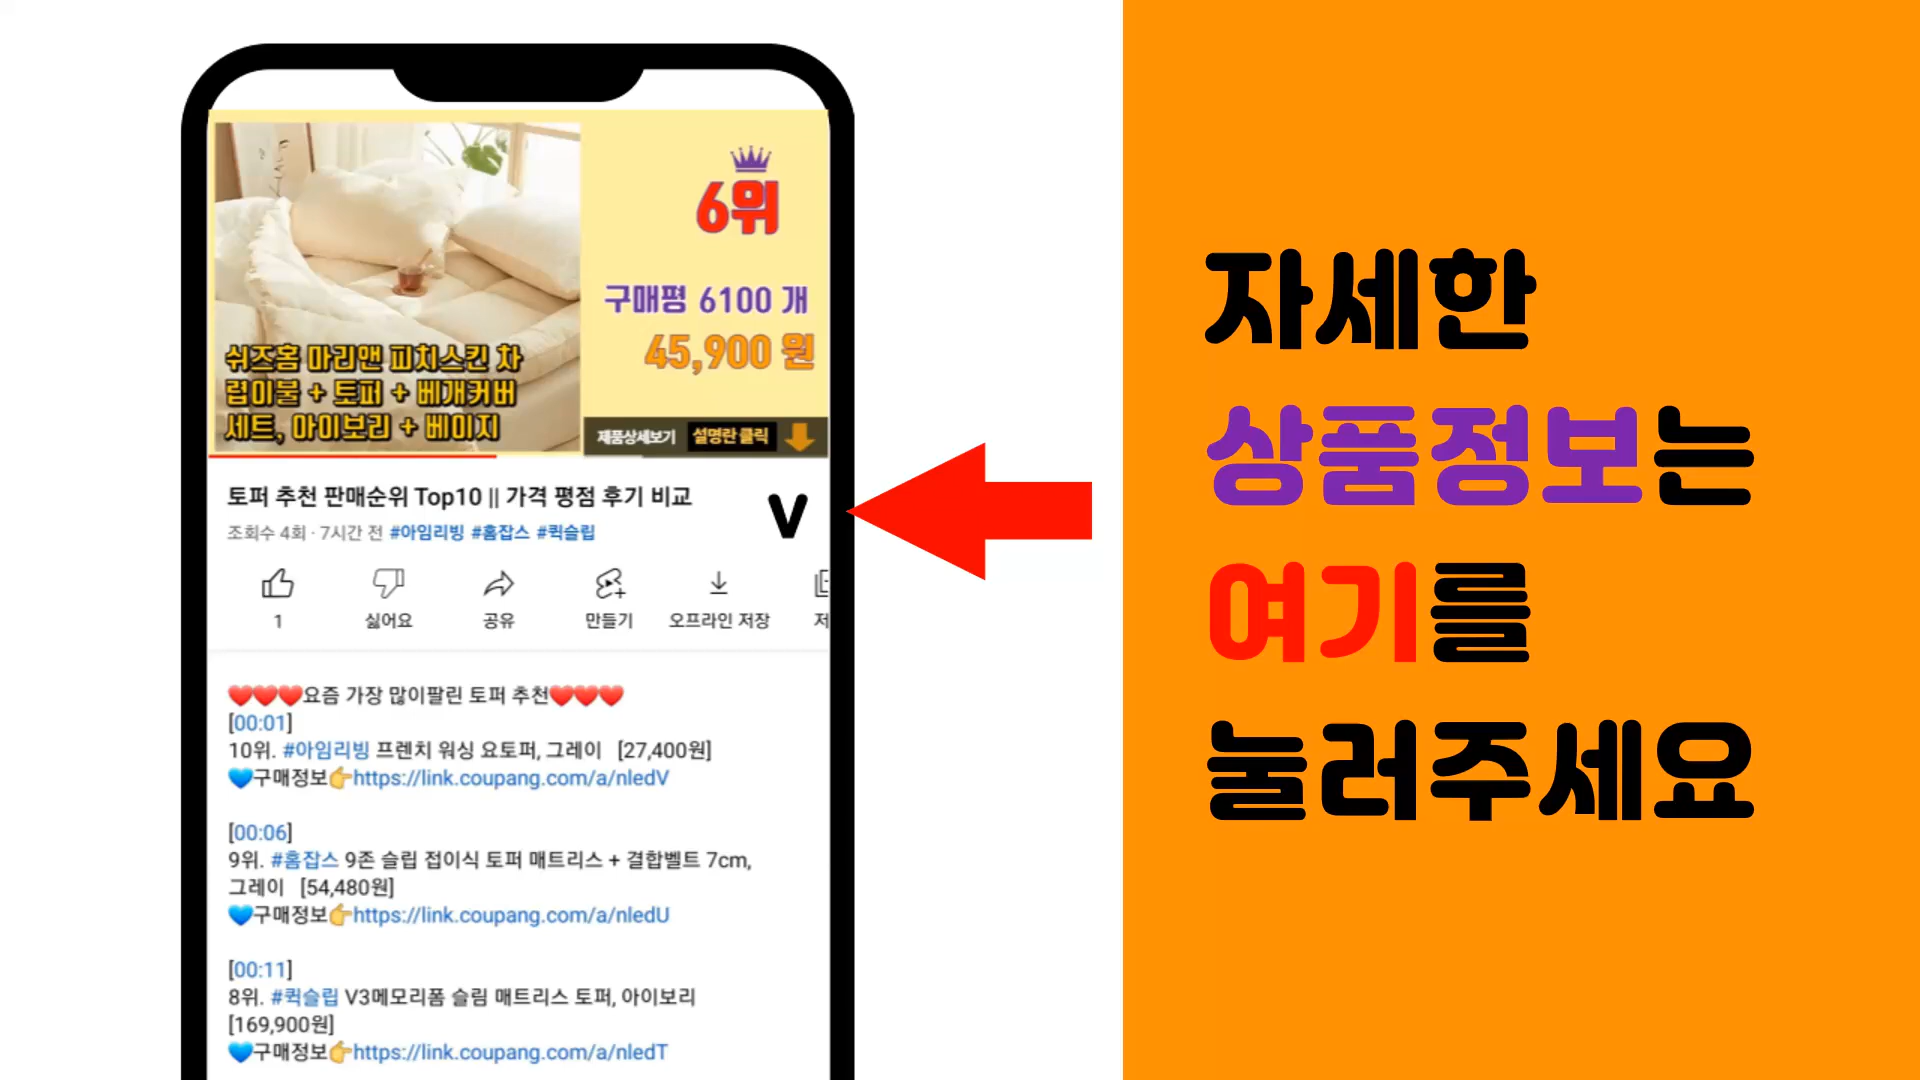 6위
구매평 6100 개
45,900 원
쉬즈홈 마리앤 피치스킨 차
렵이불 + 토퍼 + 베개커버
세트, 아이보리 + 베이지
제품상세보기 설명란 클릭
토퍼 추천 판매순위 Top10 || 가격 평점 후기 비교
V
조회수 4회 · 7시간 전 #아임리빙 #홈잡스 #퀵슬립
1 싫어요 공유 만들기 오프라인 저장 저
❤️❤️❤️요즘 가장 많이팔린 토퍼 추천❤️❤️❤️
[00:01]
10위. #아임리빙 프렌치 워싱 요토퍼, 그레이 [27,400원]
💙구매정보👉https://link.coupang.com/a/nledV
[00:06]
9위. #홈잡스 9존 슬립 접이식 토퍼 매트리스 + 결합벨트 7cm,
그레이 [54,480원]
💙구매정보👉https://link.coupang.com/a/nledU
[00:11]
8위. #퀵슬립 V3메모리폼 슬림 매트리스 토퍼, 아이보리
[169,900원]
💙구매정보👉https://link.coupang.com/a/nledT
자세한
상품정보는
여기를
눌러주세요